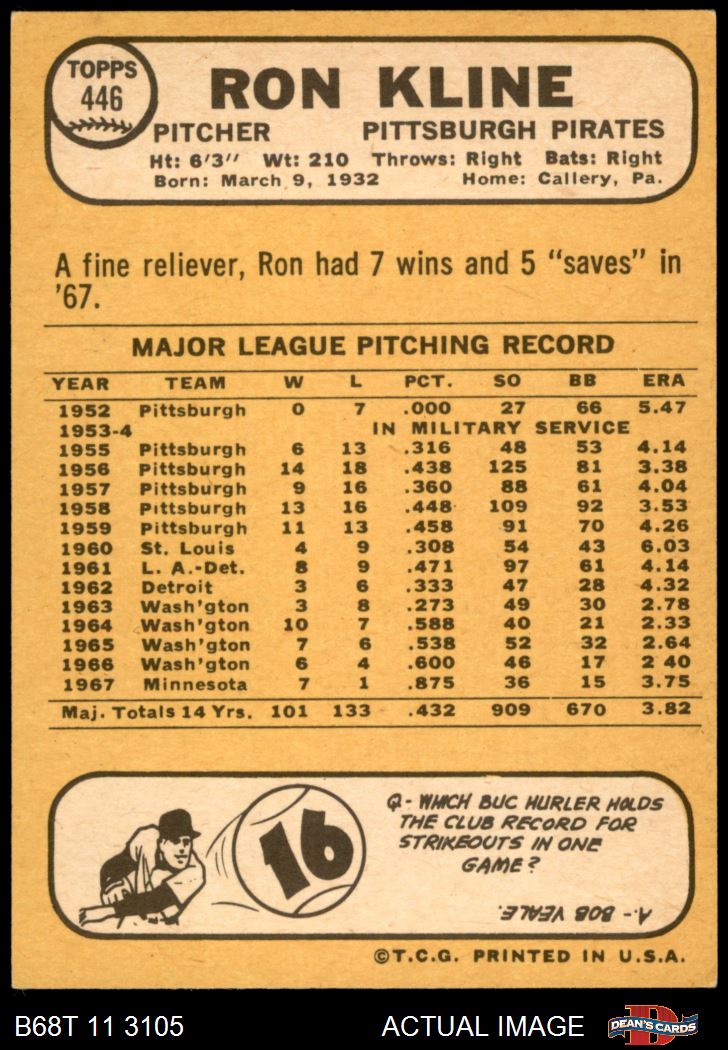 TOPPS
446
RON KLINE
PITCHER PITTSBURGH PIRATES
Ht: 6'3" Wt: 210 Throws: Right Bats: Right
Born: March 9, 1932 Home: Callery, Pa.
A fine reliever, Ron had 7 wins and 5 “saves” in
'67.
MAJOR LEAGUE PITCHING RECORD
YEAR TEAM W L PCT. SO BB ERA
1952 Pittsburgh 0 7 .000 27 66 5.47
1953-4 IN MILITARY SERVICE
1955 Pittsburgh 6 13 .316 48 53 4.14
1956 Pittsburgh 14 18 .438 125 81 3.38
1957 Pittsburgh 9 16 .360 88 61 4.04
1958 Pittsburgh 13 16 .448 109 92 3.53
1959 Pittsburgh 11 13 .458 91 70 4.26
1960 St. Louis 4 9 .308 54 43 6.03
1961 L. A.-Det. 8 9 .471 97 61 4.14
1962 Detroit 3 6 .333 47 28 4.32
1963 Wash'gton 3 8 .273 49 30 2.78
1964 Wash'gton 10 7 .588 40 21 2.33
1965 Wash'gton 7 6 .538 52 32 2.64
1966 Wash'gton 6 4 .600 46 17 2 40
1967 Minnesota 7 1 .875 36 15 3.75
Maj. Totals 14 Yrs. 101 133 .432 909 670 3.82
16
Q- WHICH BUC HURLER HOLDS
THE CLUB RECORD FOR
STRIKEOUTS IN ONE
GAME?
A- BOB VEALE.
©T.C.G. PRINTED IN U.S.A.
B68T 11 3105 ACTUAL IMAGE
D
DEAN'S CARDS